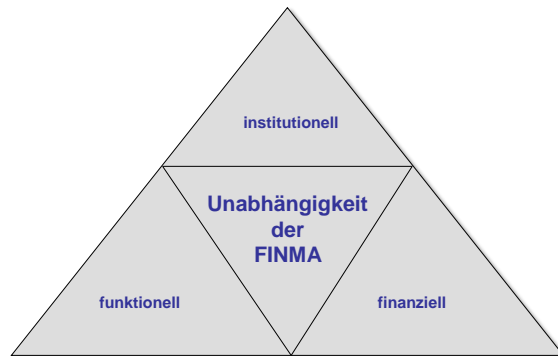 institutionell
Unabhängigkeit
der
FINMA
funktionell
finanziell